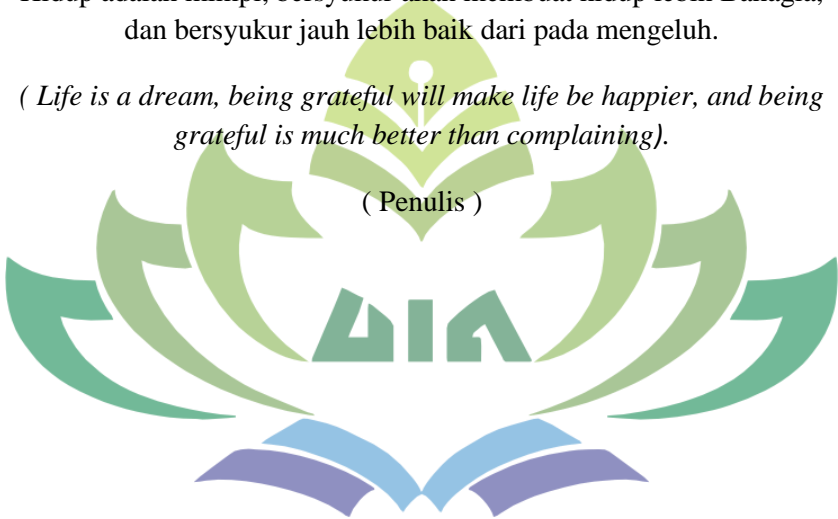 dan bersyukur jauh lebih baik dari pada mengeluh.
( Life is a dream, being grateful will make life be happier, and being
grateful is much better than complaining).
( Penulis )
UIN